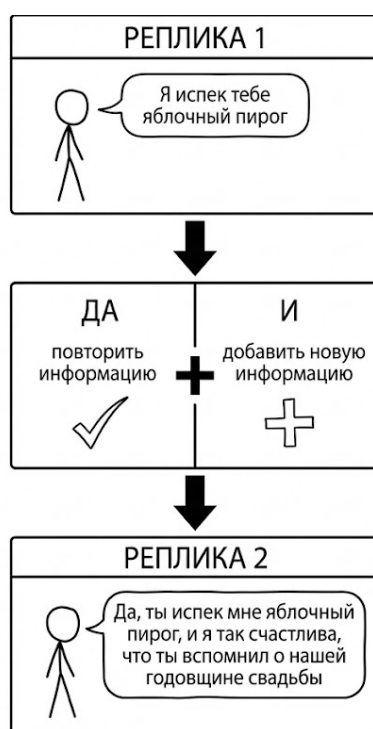 РЕПЛИКА 1
Я испек тебе
яблочный пирог
ДА
повторить
информацию
И
добавить новую
информацию
РЕПЛИКА 2
Да, ты испек мне яблочный
пирог, и я так счастлива,
что ты вспомнил о нашей
годовщине свадьбы